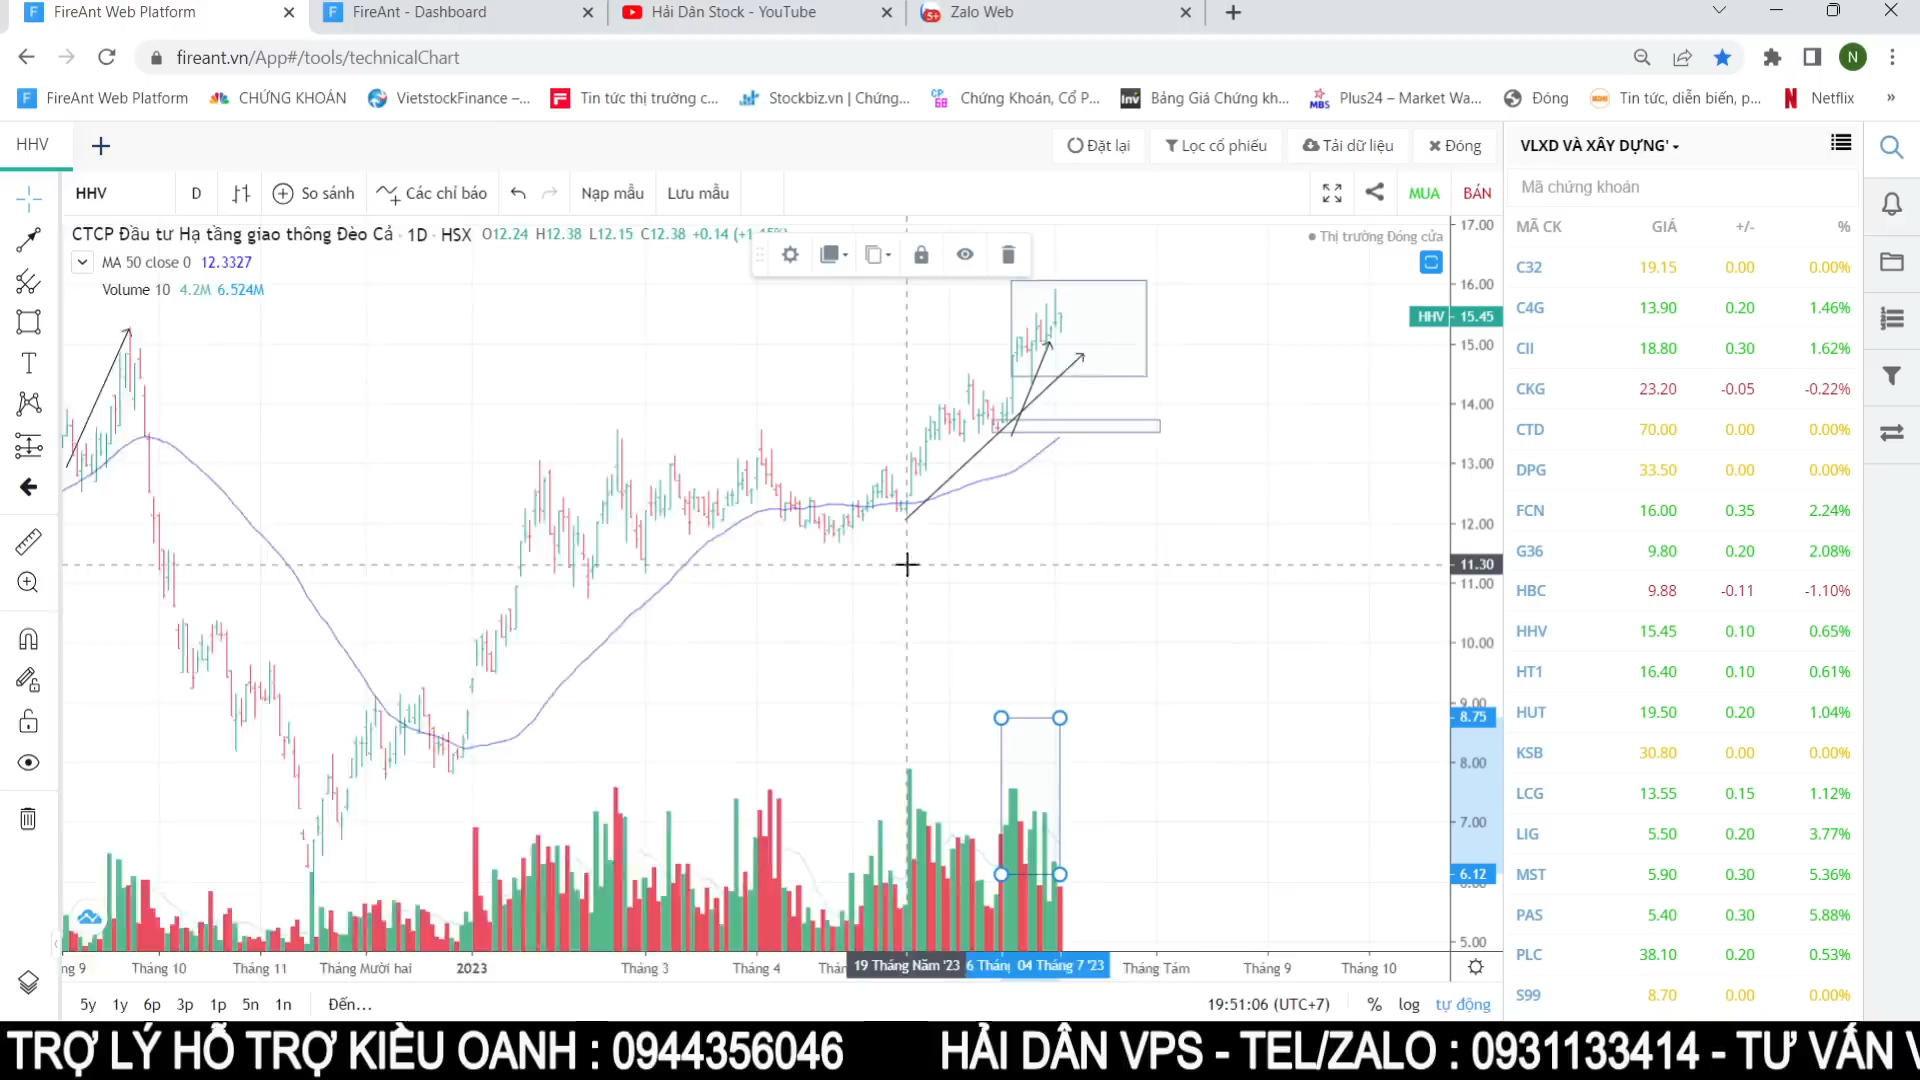 FireAnt Web Platform
FireAnt - Dashboard
Hải Dân Stock - YouTube
5+
Zalo Web
fireant.vn/App#/tools/technicalChart
N
FireAnt Web Platform
CHỨNG KHOÁN
VietstockFinance –...
Tin tức thị trường c...
Stockbiz.vn | Chứng...
Chứng Khoán, Cổ P...
Bảng Giá Chứng kh...
Plus24 – Market Wa...
Đóng
Tin tức, diễn biến, p...
Netflix
»
HHV
Đặt lại
Lọc cổ phiếu
Tải dữ liệu
Đóng
HHV
D
So sánh
Các chỉ báo
Nạp mẫu
Lưu mẫu
MUA
BÁN
CTCP Đầu tư Hạ tầng giao thông Đèo Cả · 1D · HSX O12.24 H12.38 L12.15 C12.38 +0.14
MA 50 close 0 12.3327
Volume 10 4.2M 6.524M
Thị trường Đóng cửa
17.00
16.00
HHV 15.45
15.00
14.00
13.00
12.00
11.30
11.00
10.00
9.00
8.75
8.00
7.00
6.12
5.00
ng 9
Tháng 10
Tháng 11
Tháng Mười hai
2023
Tháng 3
Tháng 4
19 Tháng Năm '23
04 Tháng 7 '23
Tháng Tám
Tháng 9
Tháng 10
5y 1y 6p 3p 1p 5n 1n Đến...
19:51:06 (UTC+7) % log tự động
VLXD VÀ XÂY DỰNG'
Mã chứng khoán
MÃ CK GIÁ +/- %
C32 19.15 0.00 0.00%
C4G 13.90 0.20 1.46%
CII 18.80 0.30 1.62%
CKG 23.20 -0.05 -0.22%
CTD 70.00 0.00 0.00%
DPG 33.50 0.00 0.00%
FCN 16.00 0.35 2.24%
G36 9.80 0.20 2.08%
HBC 9.88 -0.11 -1.10%
HHV 15.45 0.10 0.65%
HT1 16.40 0.10 0.61%
HUT 19.50 0.20 1.04%
KSB 30.80 0.00 0.00%
LCG 13.55 0.15 1.12%
LIG 5.50 0.20 3.77%
MST 5.90 0.30 5.36%
PAS 5.40 0.30 5.88%
PLC 38.10 0.20 0.53%
S99 8.70 0.00 0.00%
TRỢ LÝ HỖ TRỢ KIỀU OANH : 0944356046 HẢI DÂN VPS - TEL/ZALO : 0931133414 - TƯ VẤN